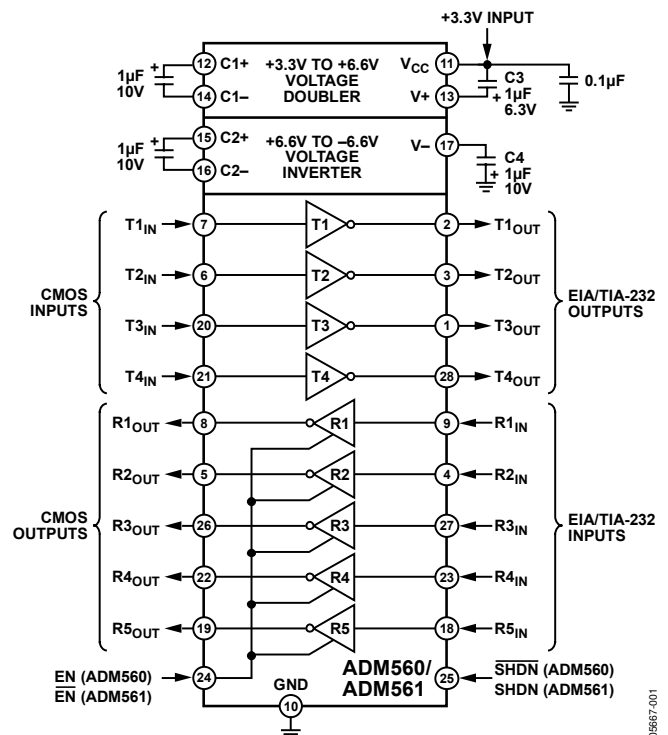 +3.3V INPUT
12 C1+ +3.3V TO +6.6V VCC 11
1µF + 10V VOLTAGE DOUBLER C3 + 1µF 6.3V 0.1µF
14 C1– V+ 13
15 C2+ +6.6V TO –6.6V V– 17
1µF + 10V VOLTAGE INVERTER C4 + 1µF 10V
16 C2–
T1IN 7 T1 2 T1OUT
T2IN 6 T2 3 T2OUT
CMOS INPUTS EIA/TIA-232 OUTPUTS
T3IN 20 T3 1 T3OUT
T4IN 21 T4 28 T4OUT
R1OUT 8 R1 9 R1IN
R2OUT 5 R2 4 R2IN
CMOS OUTPUTS R3OUT 26 R3 27 R3IN EIA/TIA-232 INPUTS
R4OUT 22 R4 23 R4IN
R5OUT 19 R5 18 R5IN
EN (ADM560) 24 ADM560/ 25 SHDN (ADM560)
EN (ADM561) GND ADM561 SHDN (ADM561)
10
05667-001